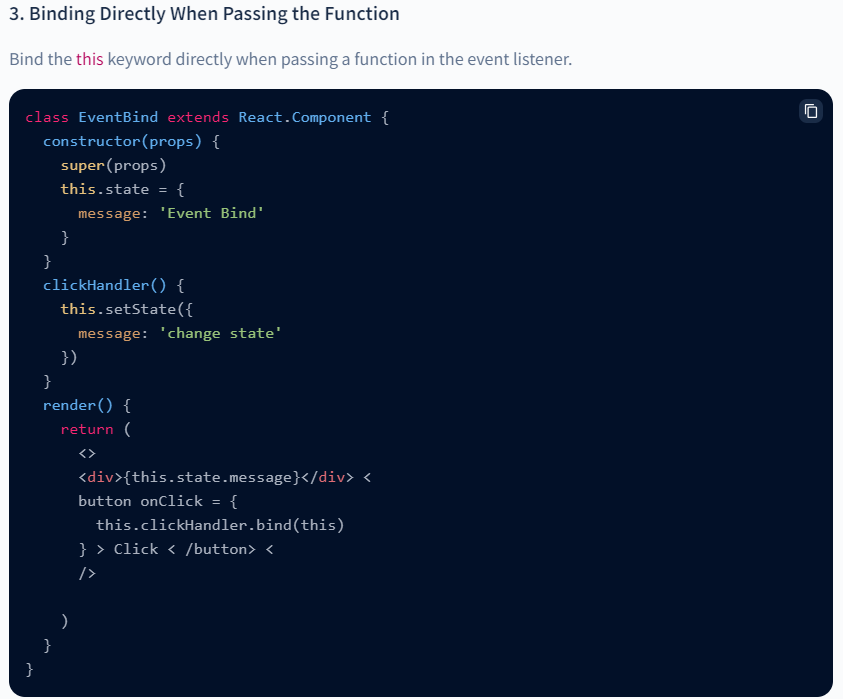 3. Binding Directly When Passing the Function
Bind the this keyword directly when passing a function in the event listener.
class EventBind extends React.Component {
  constructor(props) {
    super(props)
    this.state = {
      message: 'Event Bind'
    }
  }
  clickHandler() {
    this.setState({
      message: 'change state'
    })
  }
  render() {
    return (
      <>
      <div>{this.state.message}</div> <
      button onClick = {
        this.clickHandler.bind(this)
      } > Click < /button> <
      />

    )
  }
}